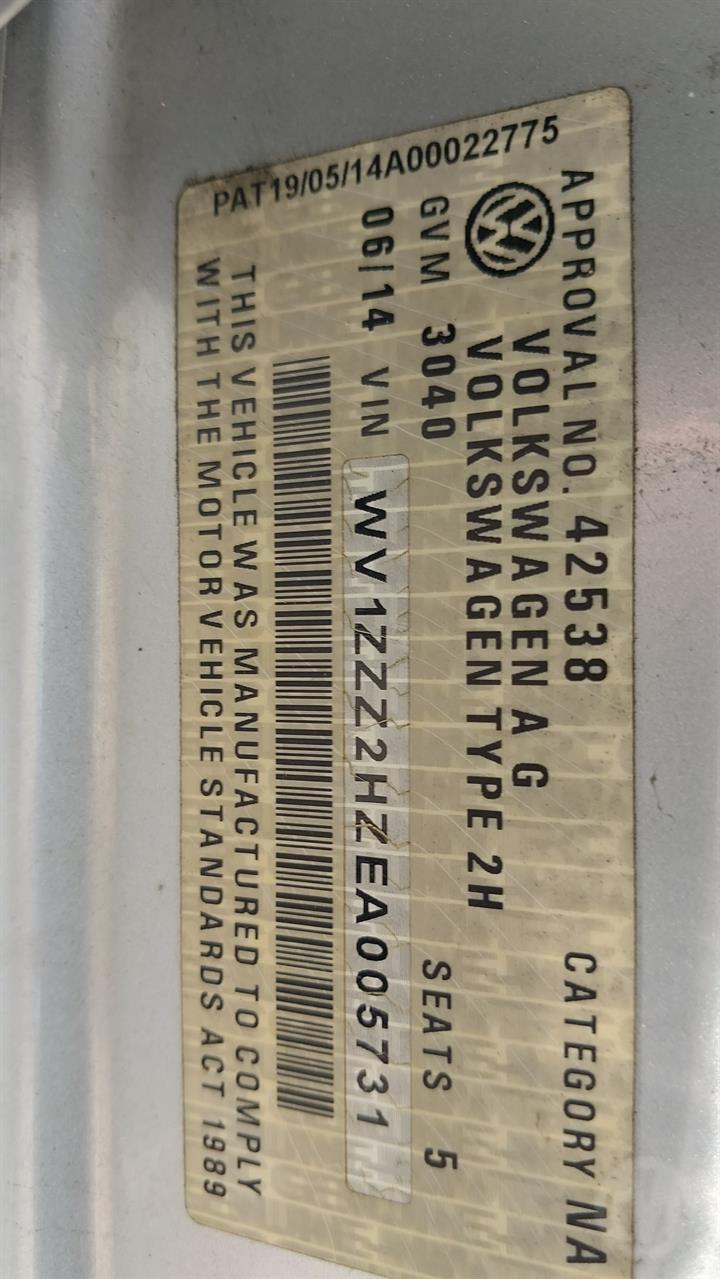 APPROVAL NO. 42538 CATEGORY NA
VOLKSWAGEN AG
VOLKSWAGEN TYPE 2H
GVM 3040 SEATS 5
06/14 VIN WV1ZZZ2HZEA005731
THIS VEHICLE WAS MANUFACTURED TO COMPLY
WITH THE MOTOR VEHICLE STANDARDS ACT 1989
PAT19/05/14A00022775